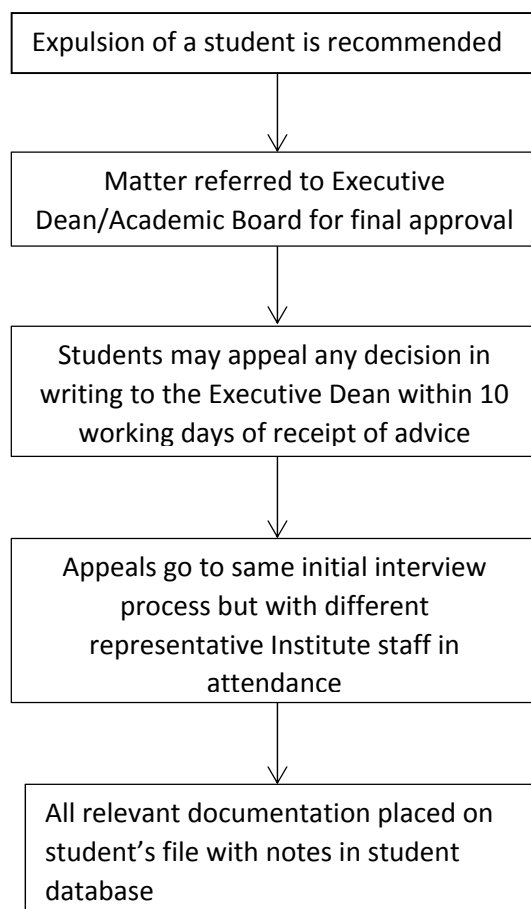 Expulsion of a student is recommended
Matter referred to Executive
Dean/Academic Board for final approval
Students may appeal any decision in
writing to the Executive Dean within 10
working days of receipt of advice
Appeals go to same initial interview
process but with different
representative Institute staff in
attendance
All relevant documentation placed on
student’s file with notes in student
database